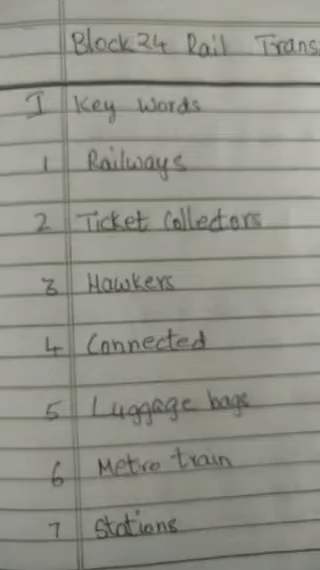 Block 24 Rail Trans
I Key Words
1 Railways
2 Ticket Collectors
3 Hawkers
4 Connected
5 Luggage bags
6 Metro train
7 Stations